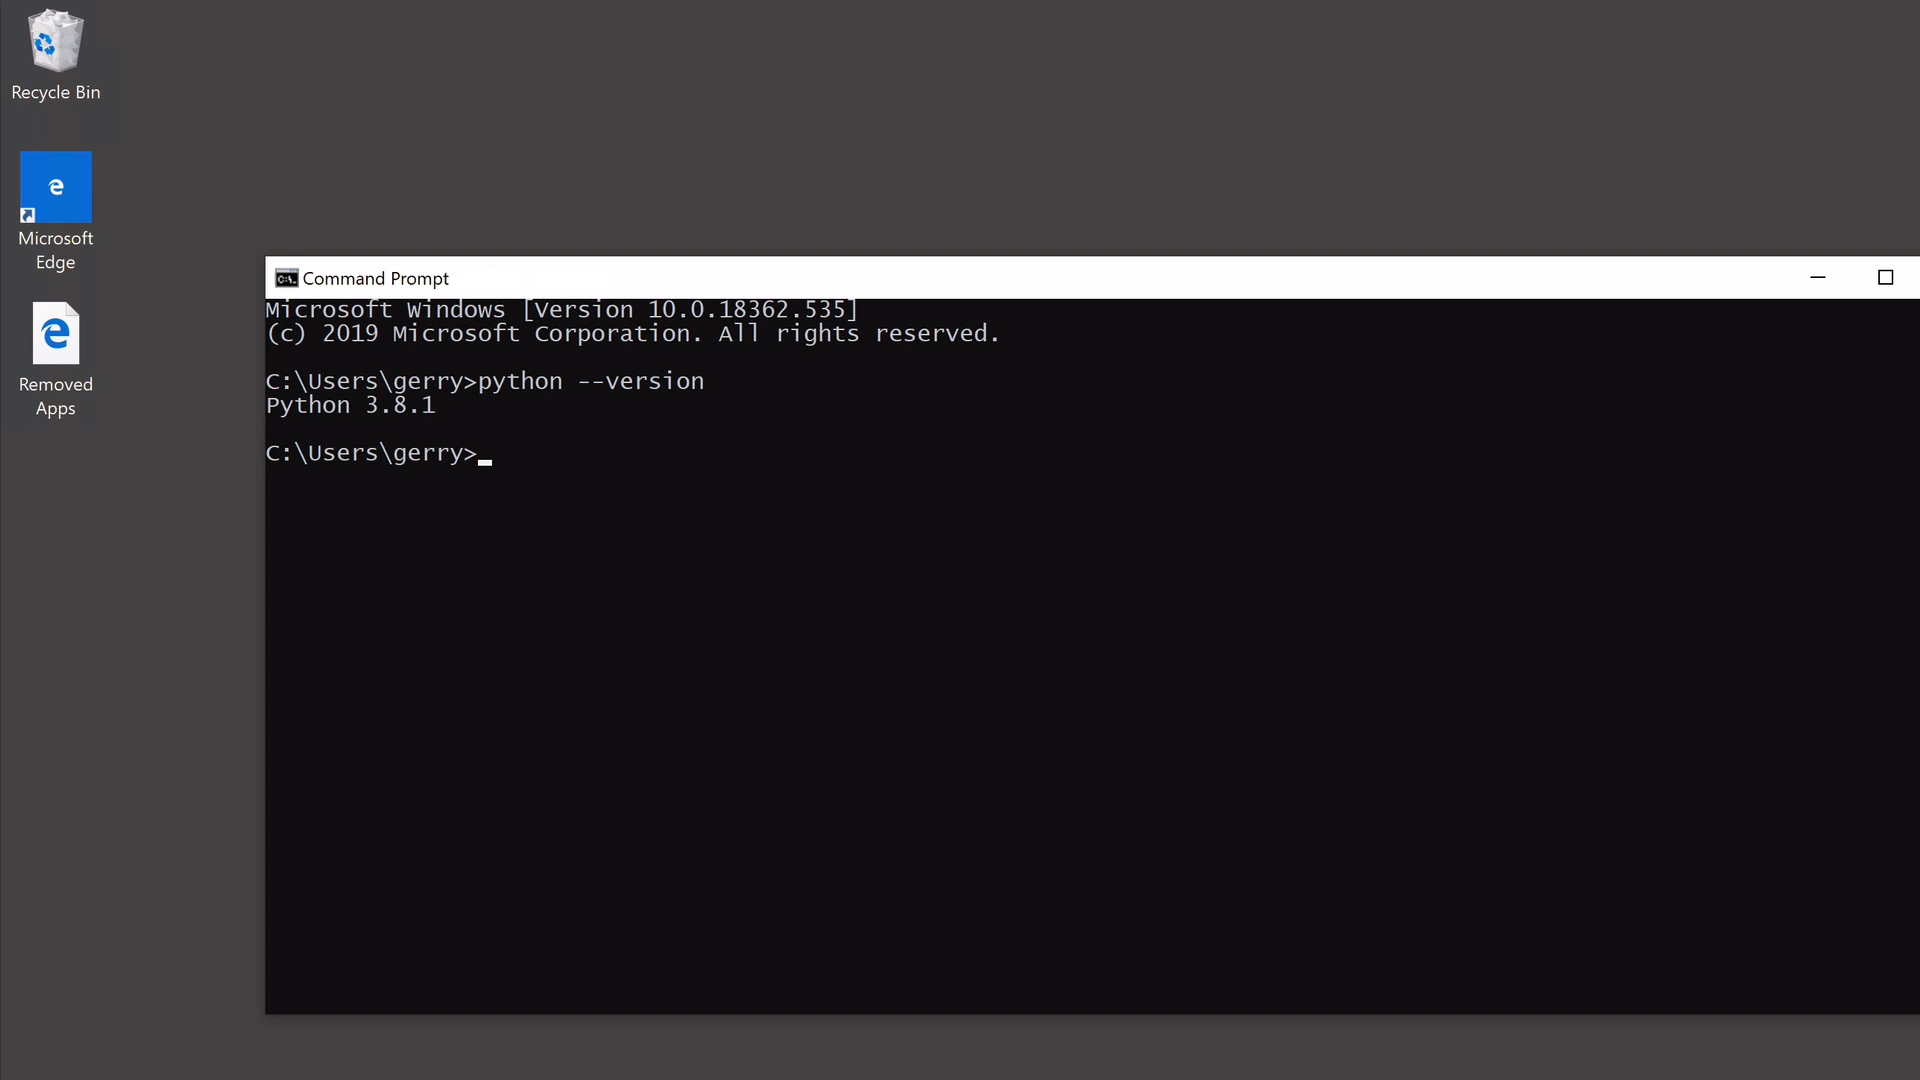 Recycle Bin
Microsoft
Edge
Removed
Apps
Command Prompt
Microsoft Windows [Version 10.0.18362.535]
(c) 2019 Microsoft Corporation. All rights reserved.
C:\Users\gerry>python --version
Python 3.8.1
C:\Users\gerry>